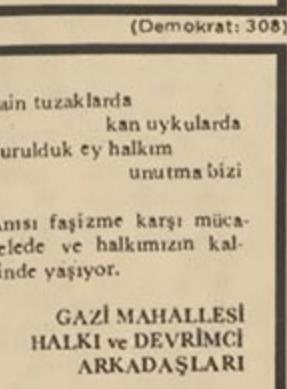 (Demokrat: 308)
ain tuzaklarda
kan uykularda
urulduk ey halkım
unutma bizi
Anısı faşizme karşı müca-
elede ve halkımızın kal-
inde yaşıyor.
GAZİ MAHALLESİ
HALKI ve DEVRİMCİ
ARKADAŞLARI